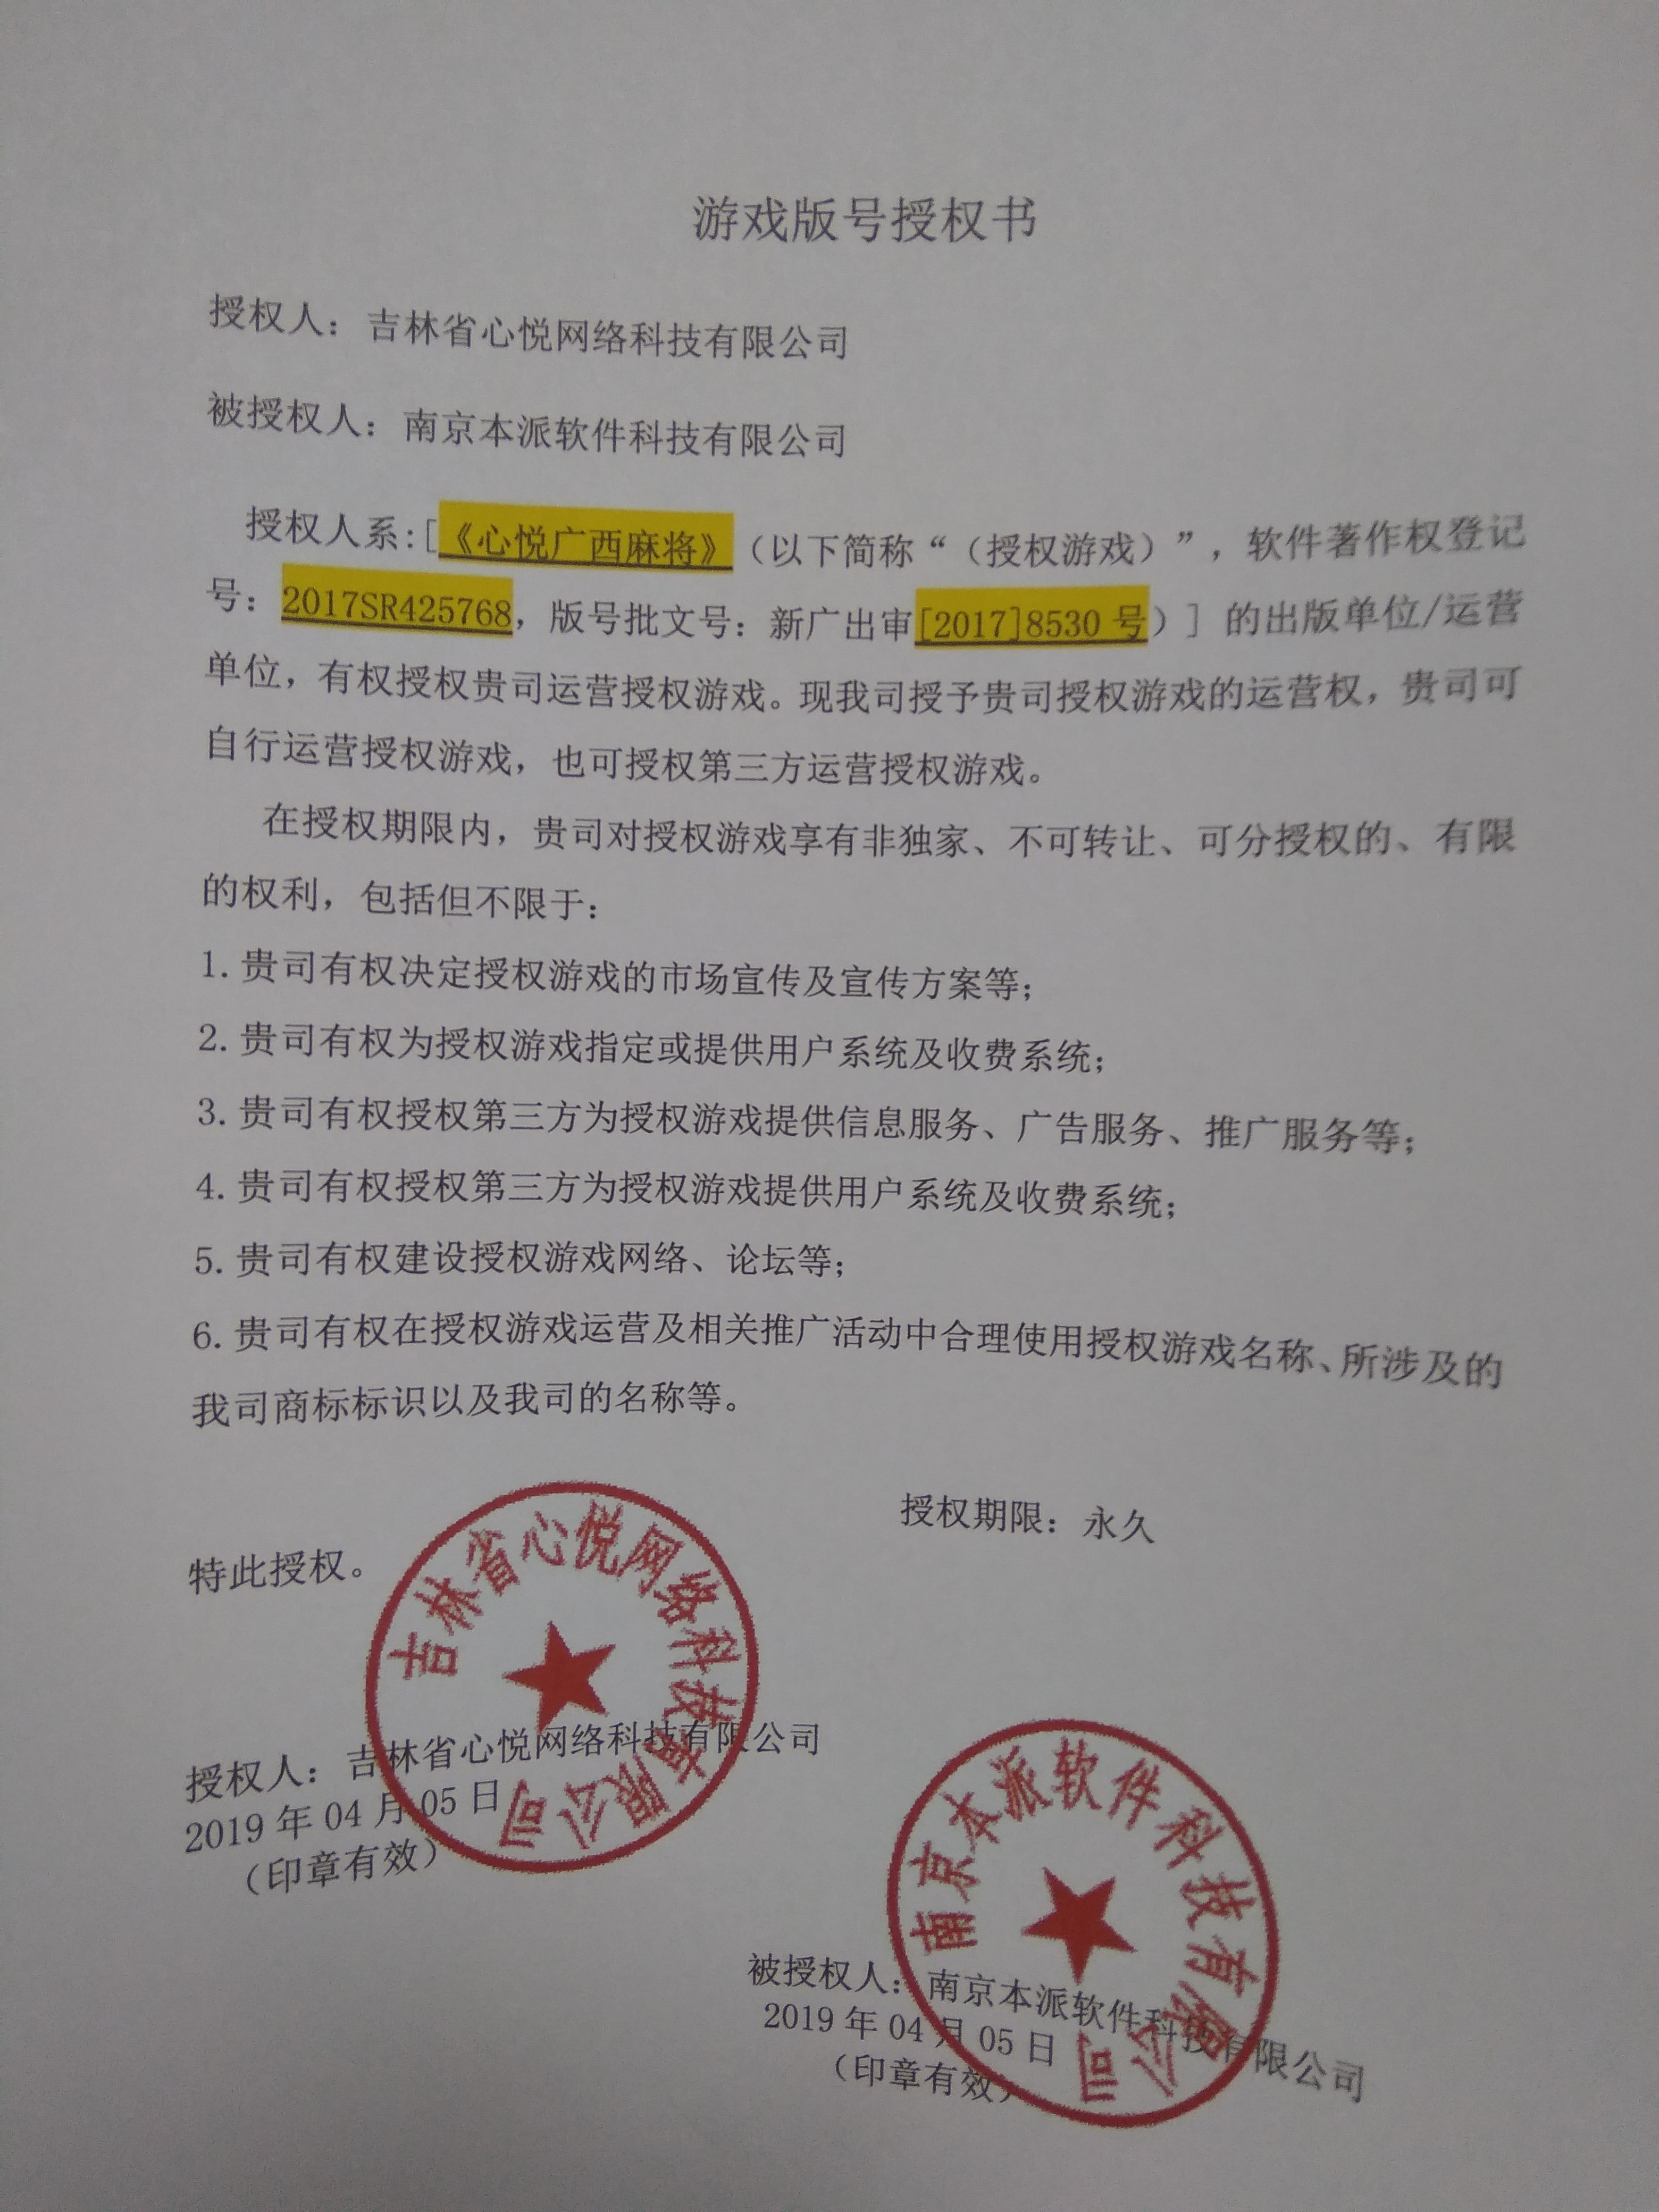 游戏版号授权书
授权人：吉林省心悦网络科技有限公司
被授权人：南京本派软件科技有限公司
授权人系:[《心悦广西麻将》（以下简称“（授权游戏）”，软件著作权登记
号：2017SR425768，版号批文号：新广出审[2017]8530 号）] 的出版单位/运营
单位，有权授权贵司运营授权游戏。现我司授予贵司授权游戏的运营权，贵司可
自行运营授权游戏，也可授权第三方运营授权游戏。
在授权期限内，贵司对授权游戏享有非独家、不可转让、可分授权的、有限
的权利，包括但不限于：
1. 贵司有权决定授权游戏的市场宣传及宣传方案等；
2. 贵司有权为授权游戏指定或提供用户系统及收费系统；
3. 贵司有权授权第三方为授权游戏提供信息服务、广告服务、推广服务等；
4. 贵司有权授权第三方为授权游戏提供用户系统及收费系统；
5. 贵司有权建设授权游戏网络、论坛等；
6. 贵司有权在授权游戏运营及相关推广活动中合理使用授权游戏名称、所涉及的
我司商标标识以及我司的名称等。
授权期限：永久
特此授权。
吉林省心悦网络科技有限公司
授权人：吉林省心悦网络科技有限公司
2019 年 04 月 05 日
（印章有效）
南京本派软件科技有限公司
被授权人：南京本派软件科技有限公司
2019 年 04 月 05 日
（印章有效）